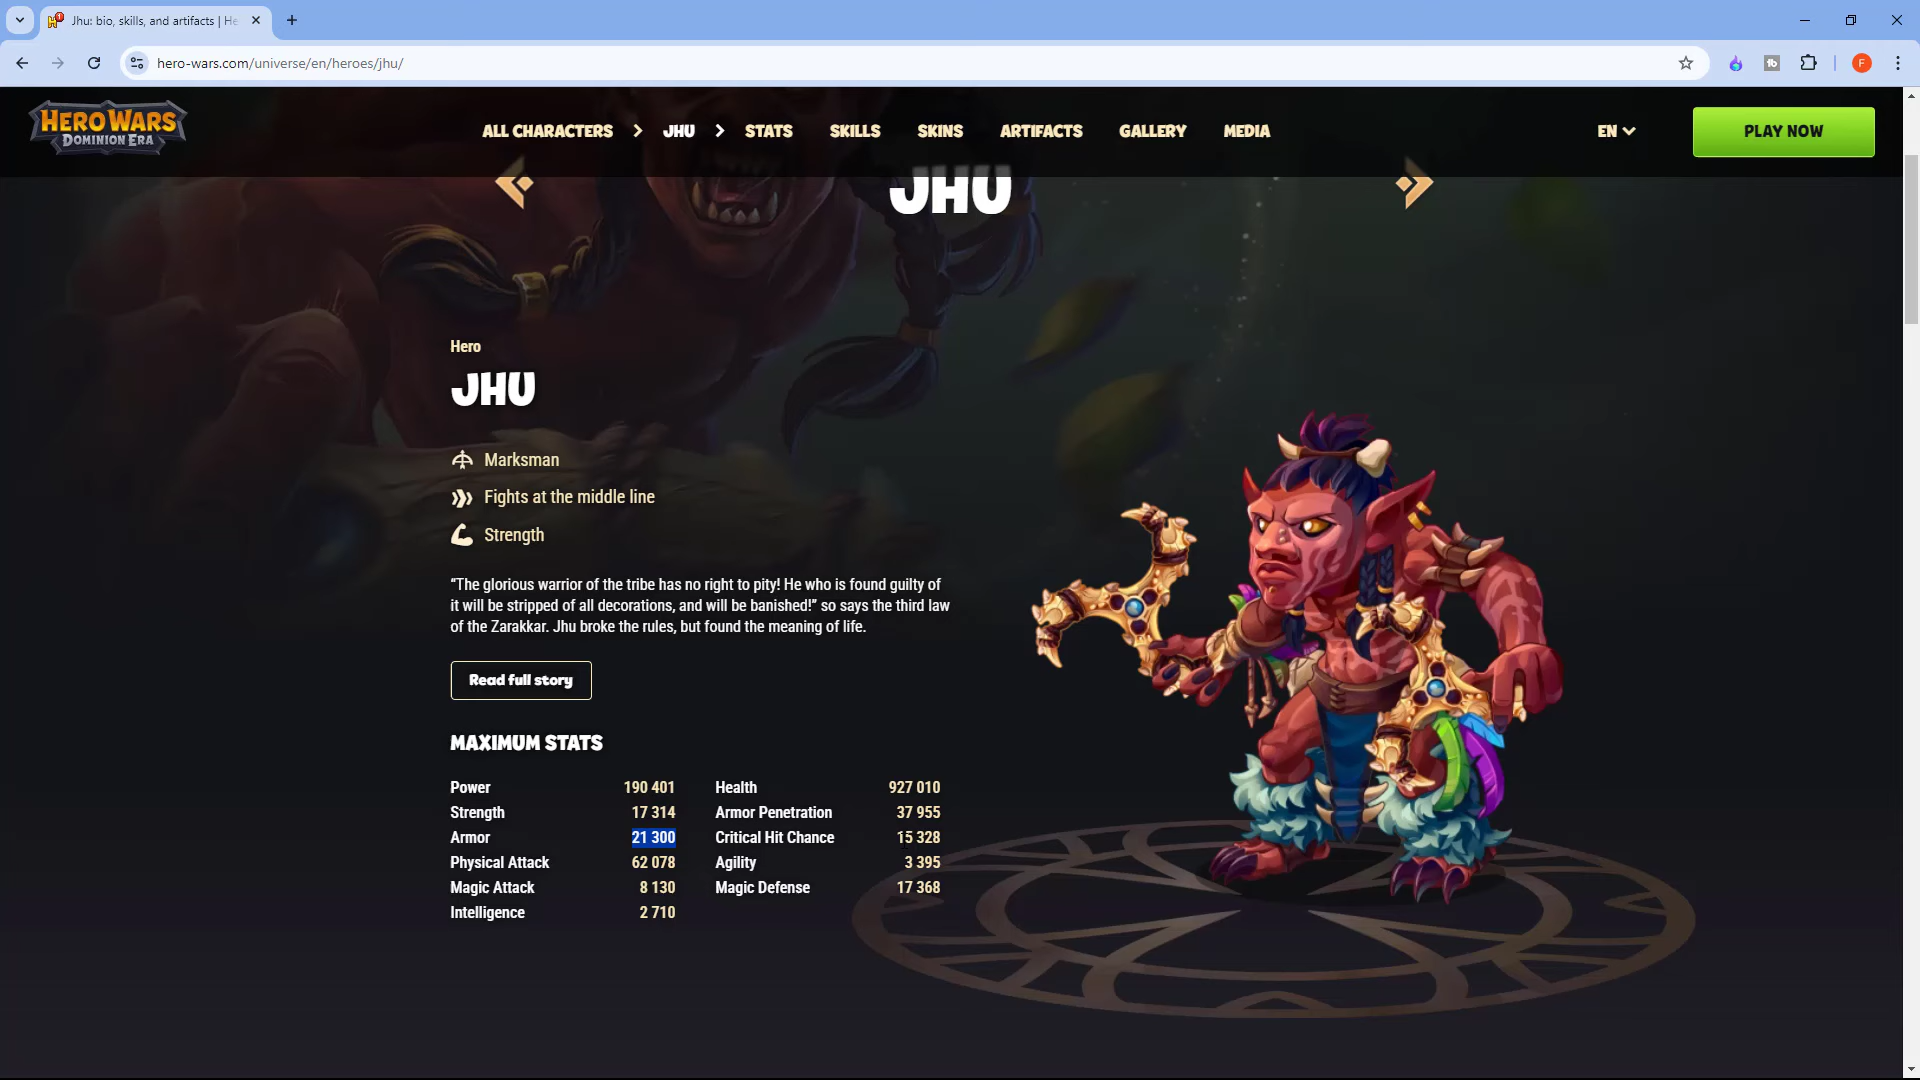 Jhu: bio, skills, and artifacts | He
hero-wars.com/universe/en/heroes/jhu/
F
HERO WARS
DOMINION ERA
ALL CHARACTERS JHU STATS SKILLS SKINS ARTIFACTS GALLERY MEDIA
EN
PLAY NOW
JHU
Hero
JHU
Marksman
Fights at the middle line
Strength
“The glorious warrior of the tribe has no right to pity! He who is found guilty of
it will be stripped of all decorations, and will be banished!” so says the third law
of the Zarakkar. Jhu broke the rules, but found the meaning of life.
Read full story
MAXIMUM STATS
Power 190 401 Health 927 010
Strength 17 314 Armor Penetration 37 955
Armor 21 300 Critical Hit Chance 15 328
Physical Attack 62 078 Agility 3 395
Magic Attack 8 130 Magic Defense 17 368
Intelligence 2 710